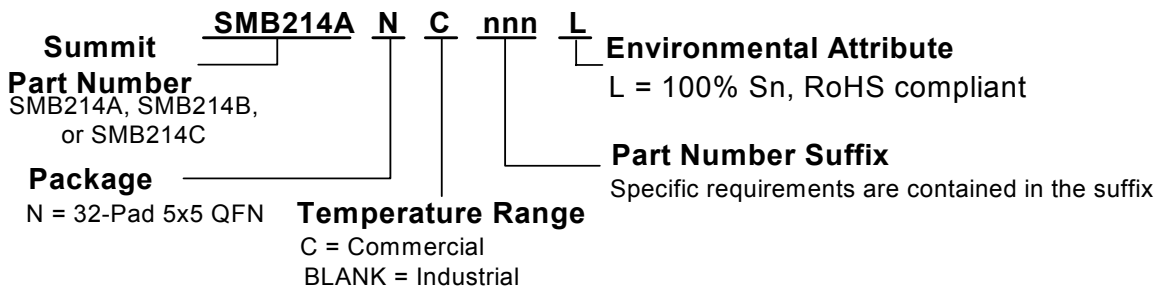 SMB214A N C nnn L
Summit
Part Number
SMB214A, SMB214B,
or SMB214C
Environmental Attribute
L = 100% Sn, RoHS compliant
Package
N = 32-Pad 5x5 QFN
Part Number Suffix
Specific requirements are contained in the suffix
Temperature Range
C = Commercial
BLANK = Industrial